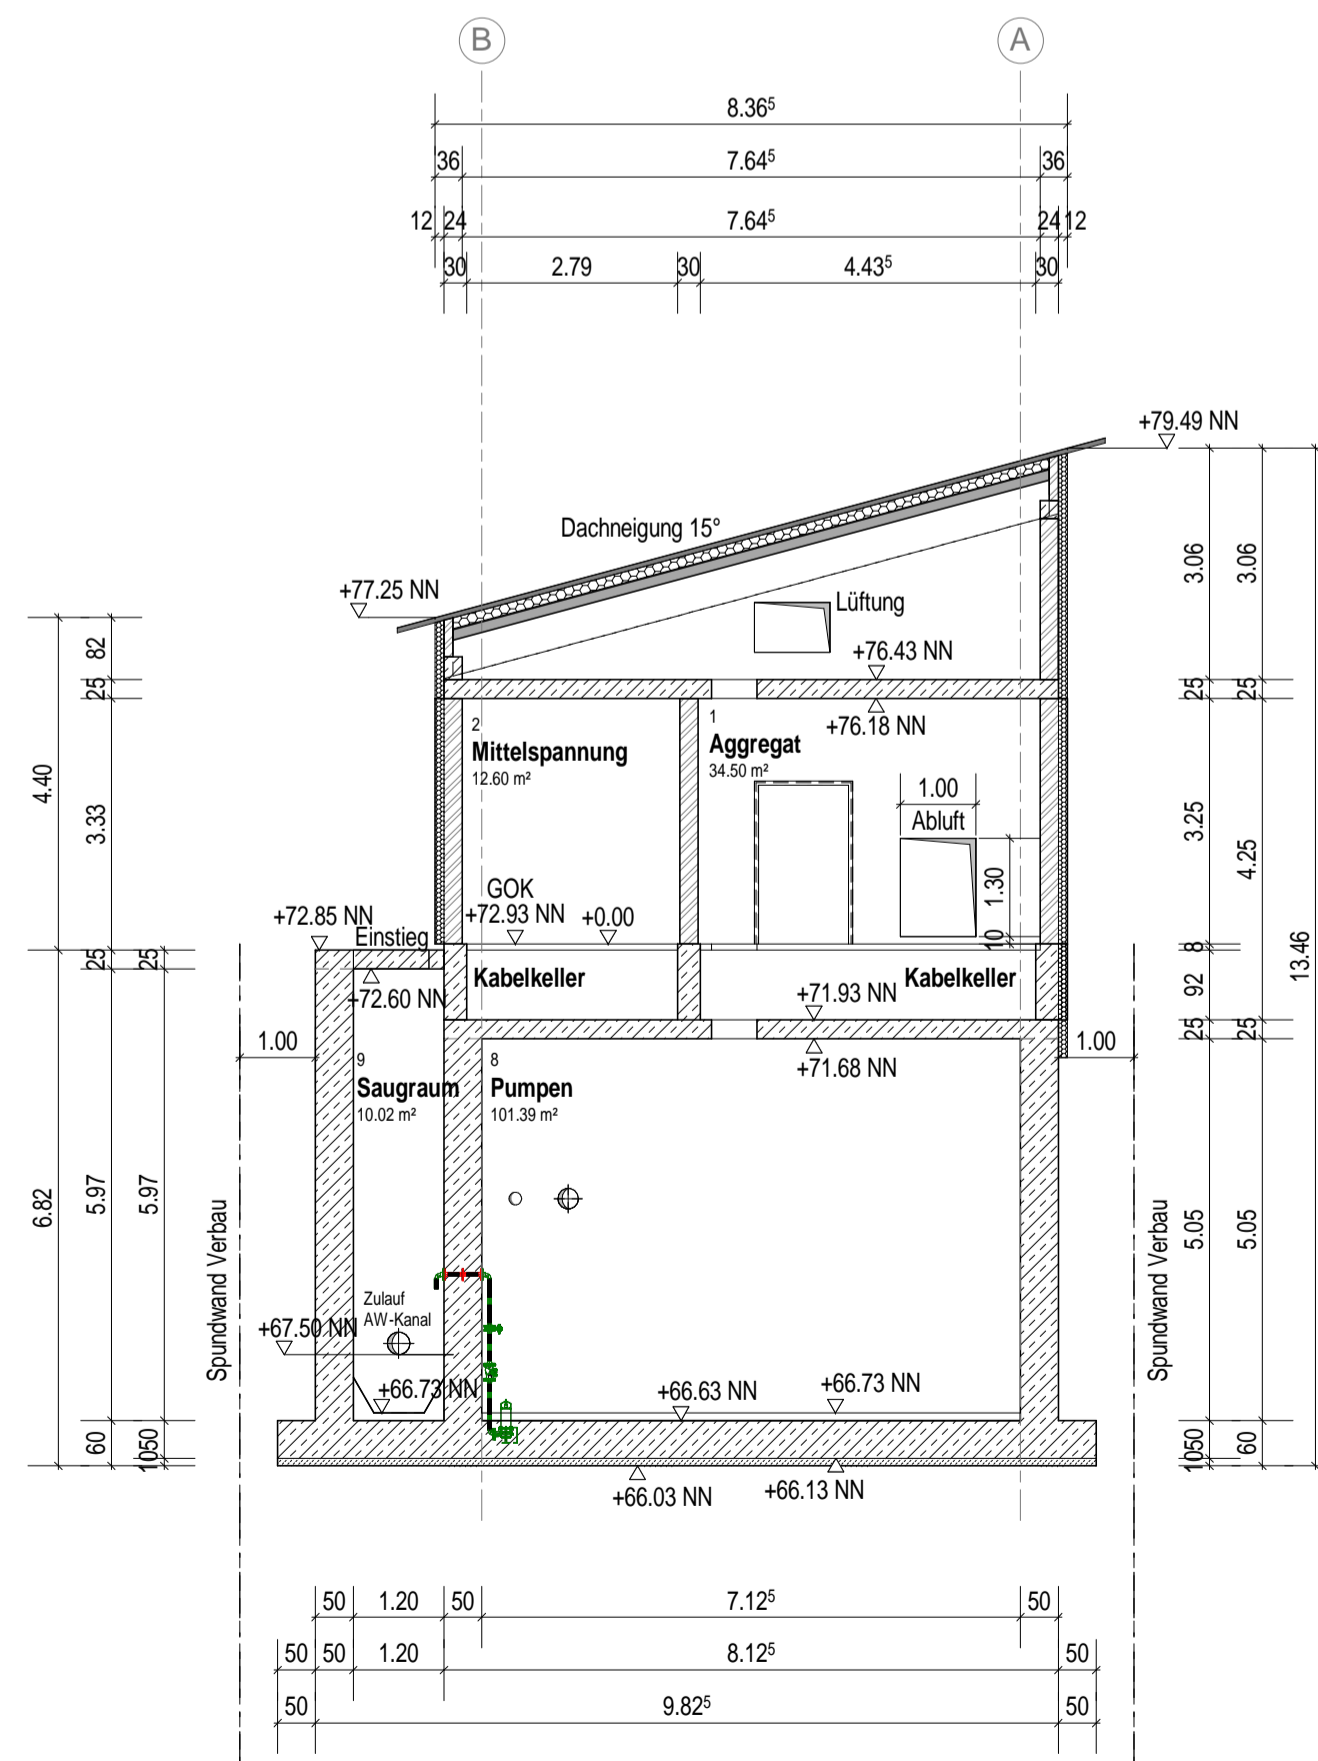 B A
8.36⁵
36 7.64⁵ 36
12 24 7.64⁵ 24 12
30 2.79 30 4.43⁵ 30
+79.49 NN
Dachneigung 15°
+77.25 NN
Lüftung
+76.43 NN
+76.18 NN
2
Mittelspannung
12.60 m²
1
Aggregat
34.50 m²
1.00
Abluft
1.30
10
GOK
+72.93 NN +0.00
+72.85 NN
Einstieg
+72.60 NN
Kabelkeller
Kabelkeller
+71.93 NN
+71.68 NN
1.00
1.00
9
Saugraum
10.02 m²
8
Pumpen
101.39 m²
Zulauf
AW-Kanal
+67.50 NN
+66.73 NN
+66.63 NN
+66.73 NN
+66.03 NN
+66.13 NN
Spundwand Verbau
Spundwand Verbau
4.40
6.82
82
25
3.33
25
5.97
60
25
5.97
1050
3.06
25
3.25
8
92
25
5.05
1050
3.06
25
4.25
25
5.05
60
13.46
50 1.20 50 7.12⁵ 50
50 50 1.20 8.12⁵ 50
50 9.82⁵ 50